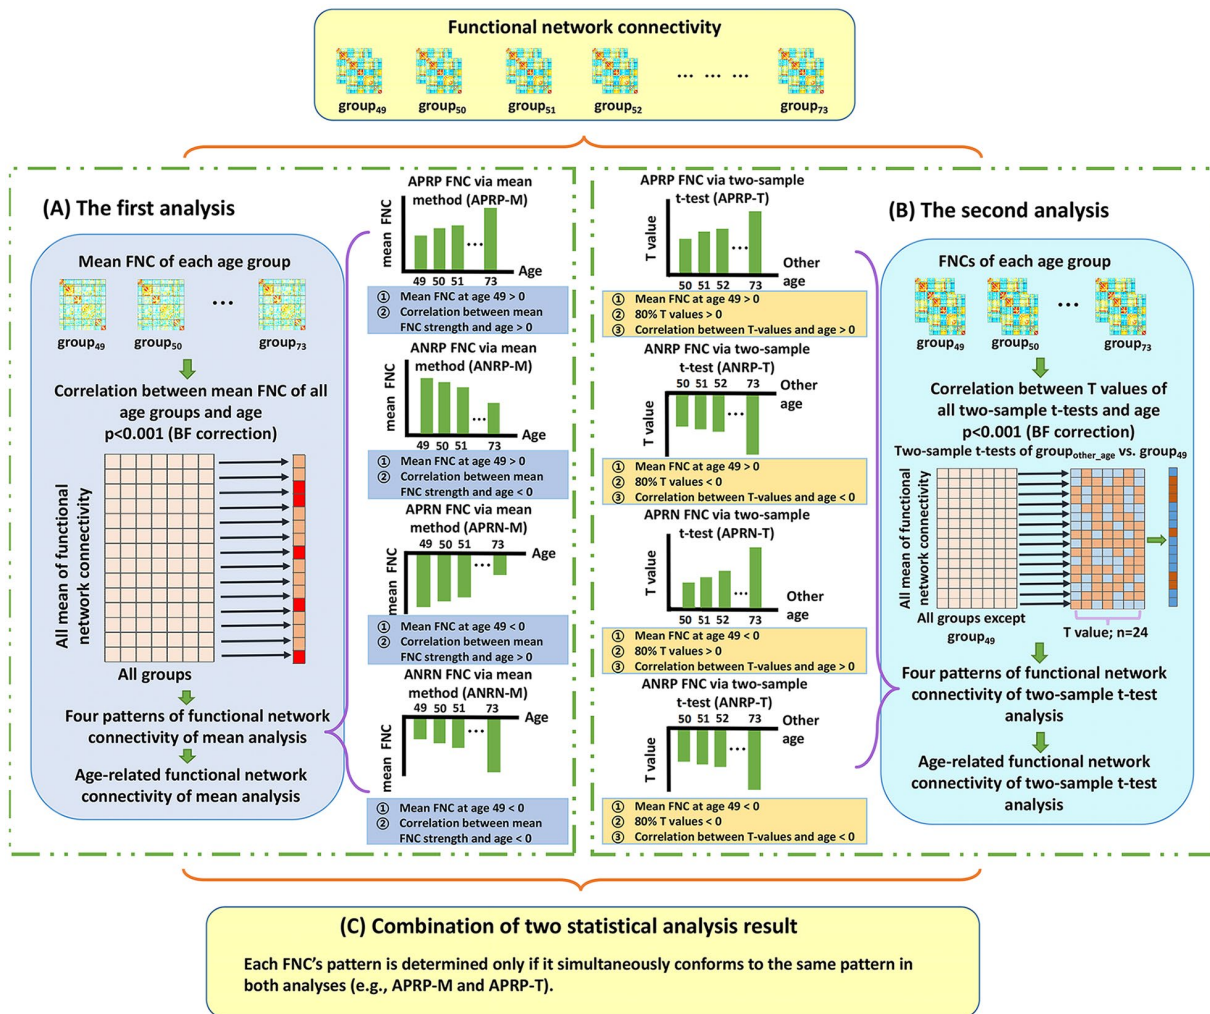 Functional network connectivity
group49 group50 group51 group52 ... ... ... group73
(A) The first analysis
Mean FNC of each age group
...
group49 group50 group73
Correlation between mean FNC of all
age groups and age
p<0.001 (BF correction)
All mean of functional
network connectivity
All groups
Four patterns of functional network
connectivity of mean analysis
Age-related functional network
connectivity of mean analysis
APRP FNC via mean
method (APRP-M)
mean FNC
...
Age
49 50 51 73
① Mean FNC at age 49 > 0
② Correlation between mean
FNC strength and age > 0
ANRP FNC via mean
method (ANRP-M)
mean FNC
...
Age
49 50 51 73
① Mean FNC at age 49 > 0
② Correlation between mean
FNC strength and age < 0
APRN FNC via mean
method (APRN-M)
49 50 51 73
Age
mean FNC
...
① Mean FNC at age 49 < 0
② Correlation between mean
FNC strength and age > 0
ANRN FNC via mean
method (ANRN-M)
49 50 51 73
Age
mean FNC
...
① Mean FNC at age 49 < 0
② Correlation between mean
FNC strength and age < 0
APRP FNC via two-sample
t-test (APRP-T)
T value
...
Other
age
50 51 52 73
① Mean FNC at age 49 > 0
② 80% T values > 0
③ Correlation between T-values and age > 0
ANRP FNC via two-sample
t-test (ANRP-T)
50 51 52 73
Other
age
T value
...
① Mean FNC at age 49 > 0
② 80% T values < 0
③ Correlation between T-values and age < 0
APRN FNC via two-sample
t-test (APRN-T)
T value
...
Other
age
50 51 52 73
① Mean FNC at age 49 < 0
② 80% T values > 0
③ Correlation between T-values and age > 0
ANRP FNC via two-sample
t-test (ANRP-T)
50 51 52 73
Other
age
T value
...
① Mean FNC at age 49 < 0
② 80% T values < 0
③ Correlation between T-values and age < 0
(B) The second analysis
FNCs of each age group
...
group49 group50 group73
Correlation between T values of
all two-sample t-tests and age
p<0.001 (BF correction)
Two-sample t-tests of groupother_age vs. group49
All mean of functional
network connectivity
All groups except
group49
T value; n=24
Four patterns of functional network
connectivity of two-sample t-test
analysis
Age-related functional network
connectivity of two-sample t-test
analysis
(C) Combination of two statistical analysis result
Each FNC's pattern is determined only if it simultaneously conforms to the same pattern in
both analyses (e.g., APRP-M and APRP-T).